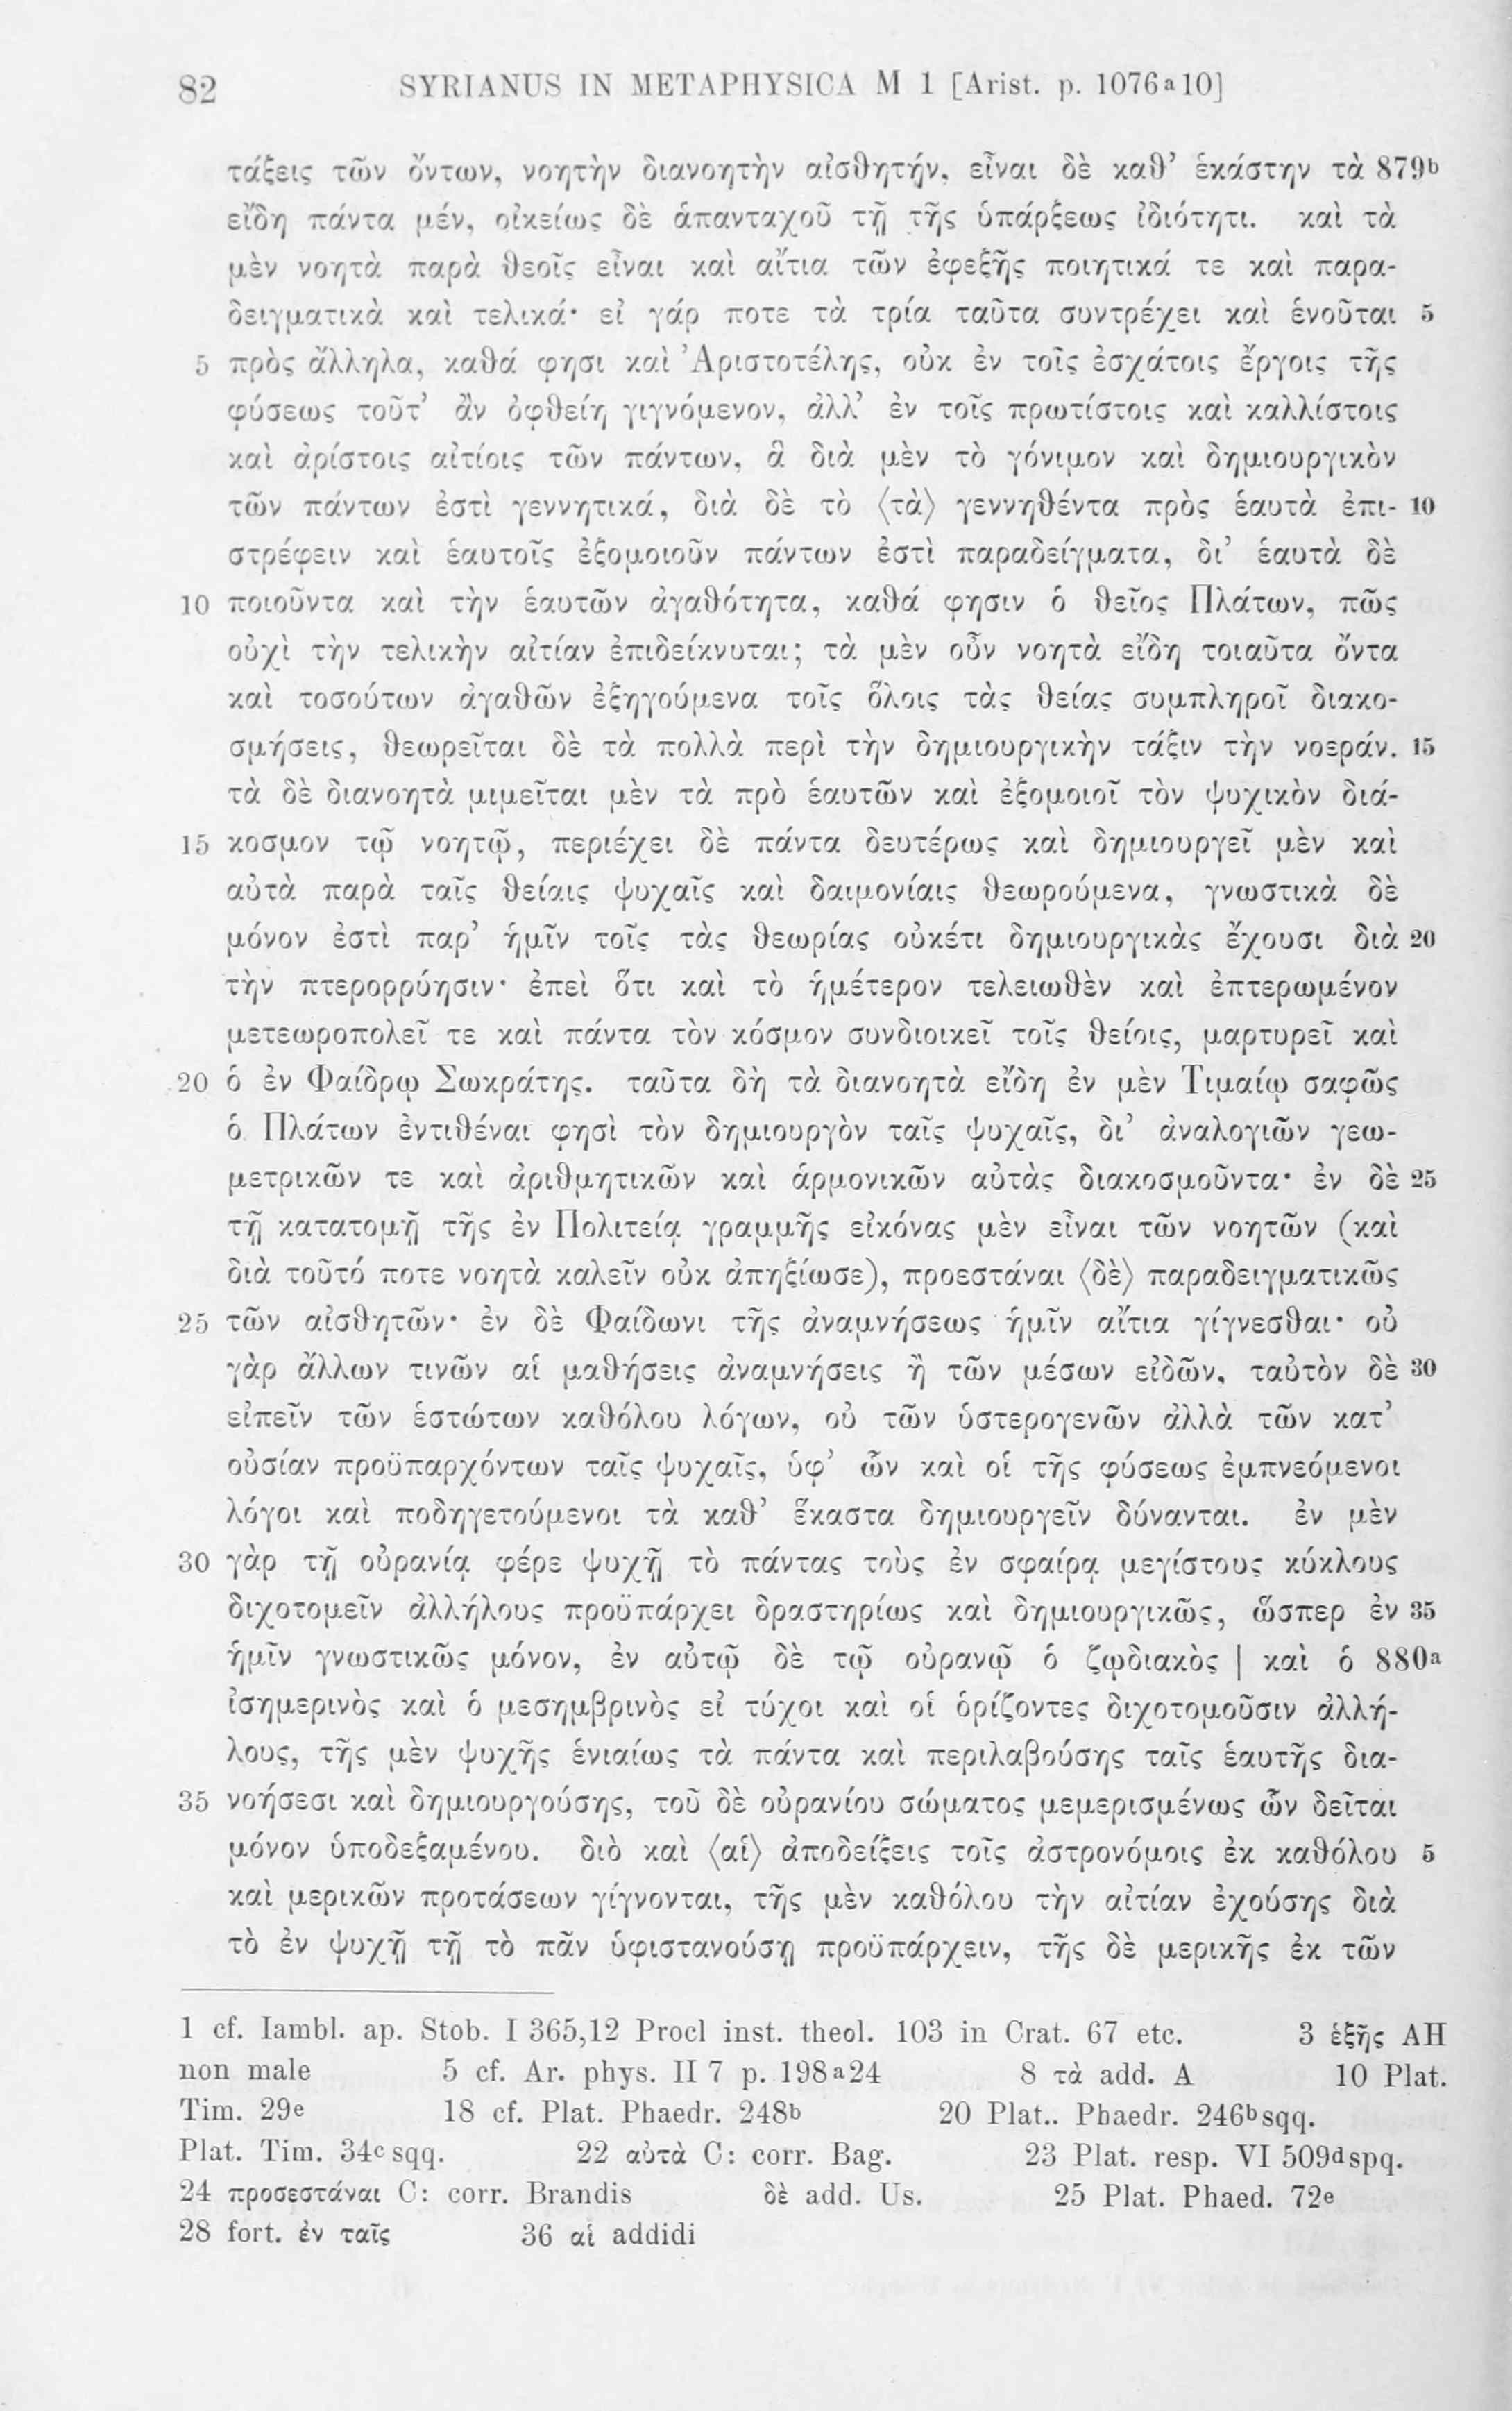 82 SYRIANUS IN METAPHYSICA M 1 [Arist. p. 1076a10]
τάξεις τῶν ὄντων, νοητὴν διανοητὴν αἰσθητήν, εἶναι δὲ καθ’ ἑκάστην τὰ 879b
εἴδη πάντα μέν, οἰκείως δὲ ἁπανταχοῦ τῇ τῆς ὑπάρξεως ἰδιότητι. καὶ τὰ
μὲν νοητὰ παρὰ θεοῖς εἶναι καὶ αἴτια τῶν ἐφεξῆς ποιητικά τε καὶ παρα-
δειγματικὰ καὶ τελικά· εἰ γάρ ποτε τὰ τρία ταῦτα συντρέχει καὶ ἑνοῦται 5
5 πρὸς ἄλληλα, καθά φησι καὶ Ἀριστοτέλης, οὐκ ἐν τοῖς ἐσχάτοις ἔργοις τῆς
φύσεως τοῦτ’ ἂν ὀφθείη γιγνόμενον, ἀλλ’ ἐν τοῖς πρωτίστοις καὶ καλλίστοις
καὶ ἀρίστοις αἰτίοις τῶν πάντων, ἃ διὰ μὲν τὸ γόνιμον καὶ δημιουργικὸν
τῶν πάντων ἐστὶ γεννητικά, διὰ δὲ τὸ ⟨τὰ⟩ γεννηθέντα πρὸς ἑαυτὰ ἐπι- 10
στρέφειν καὶ ἑαυτοῖς ἐξομοιοῦν πάντων ἐστὶ παραδείγματα, δι’ ἑαυτὰ δὲ
10 ποιοῦντα καὶ τὴν ἑαυτῶν ἀγαθότητα, καθά φησιν ὁ θεῖος Πλάτων, πῶς
οὐχὶ τὴν τελικὴν αἰτίαν ἐπιδείκνυται; τὰ μὲν οὖν νοητὰ εἴδη τοιαῦτα ὄντα
καὶ τοσούτων ἀγαθῶν ἐξηγούμενα τοῖς ὅλοις τὰς θείας συμπληροῖ διακο-
σμήσεις, θεωρεῖται δὲ τὰ πολλὰ περὶ τὴν δημιουργικὴν τάξιν τὴν νοεράν. 15
τὰ δὲ διανοητὰ μιμεῖται μὲν τὰ πρὸ ἑαυτῶν καὶ ἐξομοιοῖ τὸν ψυχικὸν διά-
15 κοσμον τῷ νοητῷ, περιέχει δὲ πάντα δευτέρως καὶ δημιουργεῖ μὲν καὶ
αὐτὰ παρὰ ταῖς θείαις ψυχαῖς καὶ δαιμονίαις θεωρούμενα, γνωστικὰ δὲ
μόνον ἐστὶ παρ’ ἡμῖν τοῖς τὰς θεωρίας οὐκέτι δημιουργικὰς ἔχουσι διὰ 20
τὴν πτερορρύησιν· ἐπεὶ ὅτι καὶ τὸ ἡμέτερον τελειωθὲν καὶ ἐπτερωμένον
μετεωροπολεῖ τε καὶ πάντα τὸν κόσμον συνδιοικεῖ τοῖς θείοις, μαρτυρεῖ καὶ
20 ὁ ἐν Φαίδρῳ Σωκράτης. ταῦτα δὴ τὰ διανοητὰ εἴδη ἐν μὲν Τιμαίῳ σαφῶς
ὁ Πλάτων ἐντιθέναι φησὶ τὸν δημιουργὸν ταῖς ψυχαῖς, δι’ ἀναλογιῶν γεω-
μετρικῶν τε καὶ ἀριθμητικῶν καὶ ἁρμονικῶν αὐτὰς διακοσμοῦντα· ἐν δὲ 25
τῇ κατατομῇ τῆς ἐν Πολιτείᾳ γραμμῆς εἰκόνας μὲν εἶναι τῶν νοητῶν (καὶ
διὰ τοῦτό ποτε νοητὰ καλεῖν οὐκ ἀπηξίωσε), προεστάναι ⟨δὲ⟩ παραδειγματικῶς
25 τῶν αἰσθητῶν· ἐν δὲ Φαίδωνι τῆς ἀναμνήσεως ἡμῖν αἴτια γίγνεσθαι· οὐ
γὰρ ἄλλων τινῶν αἱ μαθήσεις ἀναμνήσεις ἢ τῶν μέσων εἰδῶν, ταὐτὸν δὲ 30
εἰπεῖν τῶν ἑστώτων καθόλου λόγων, οὐ τῶν ὑστερογενῶν ἀλλὰ τῶν κατ’
οὐσίαν προϋπαρχόντων ταῖς ψυχαῖς, ὑφ’ ὧν καὶ οἱ τῆς φύσεως ἐμπνεόμενοι
λόγοι καὶ ποδηγετούμενοι τὰ καθ’ ἕκαστα δημιουργεῖν δύνανται. ἐν μὲν
30 γὰρ τῇ οὐρανίᾳ φέρε ψυχῇ τὸ πάντας τοὺς ἐν σφαίρᾳ μεγίστους κύκλους
διχοτομεῖν ἀλλήλους προϋπάρχει δραστηρίως καὶ δημιουργικῶς, ὥσπερ ἐν 35
ἡμῖν γνωστικῶς μόνον, ἐν αὐτῷ δὲ τῷ οὐρανῷ ὁ ζῳδιακὸς | καὶ ὁ 880a
ἰσημερινὸς καὶ ὁ μεσημβρινὸς εἰ τύχοι καὶ οἱ ὁρίζοντες διχοτομοῦσιν ἀλλή-
λους, τῆς μὲν ψυχῆς ἑνιαίως τὰ πάντα καὶ περιλαβούσης ταῖς ἑαυτῆς δια-
35 νοήσεσι καὶ δημιουργούσης, τοῦ δὲ οὐρανίου σώματος μεμερισμένως ὧν δεῖται
μόνον ὑποδεξαμένου. διὸ καὶ ⟨αἱ⟩ ἀποδείξεις τοῖς ἀστρονόμοις ἐκ καθόλου 5
καὶ μερικῶν προτάσεων γίγνονται, τῆς μὲν καθόλου τὴν αἰτίαν ἐχούσης διὰ
τὸ ἐν ψυχῇ τῇ τὸ πᾶν ὑφιστανούσῃ προϋπάρχειν, τῆς δὲ μερικῆς ἐκ τῶν
1 cf. Iambl. ap. Stob. I 365,12 Procl inst. theol. 103 in Crat. 67 etc. 3 ἑξῆς AH
non male 5 cf. Ar. phys. II 7 p. 198a24 8 τὰ add. A 10 Plat.
Tim. 29e 18 cf. Plat. Phaedr. 248b 20 Plat.. Phaedr. 246bsqq.
Plat. Tim. 34csqq. 22 αὐτὰ C: corr. Bag. 23 Plat. resp. VI 509dspq.
24 προσεστάναι C: corr. Brandis δὲ add. Us. 25 Plat. Phaed. 72e
28 fort. ἐν ταῖς 36 αἱ addidi